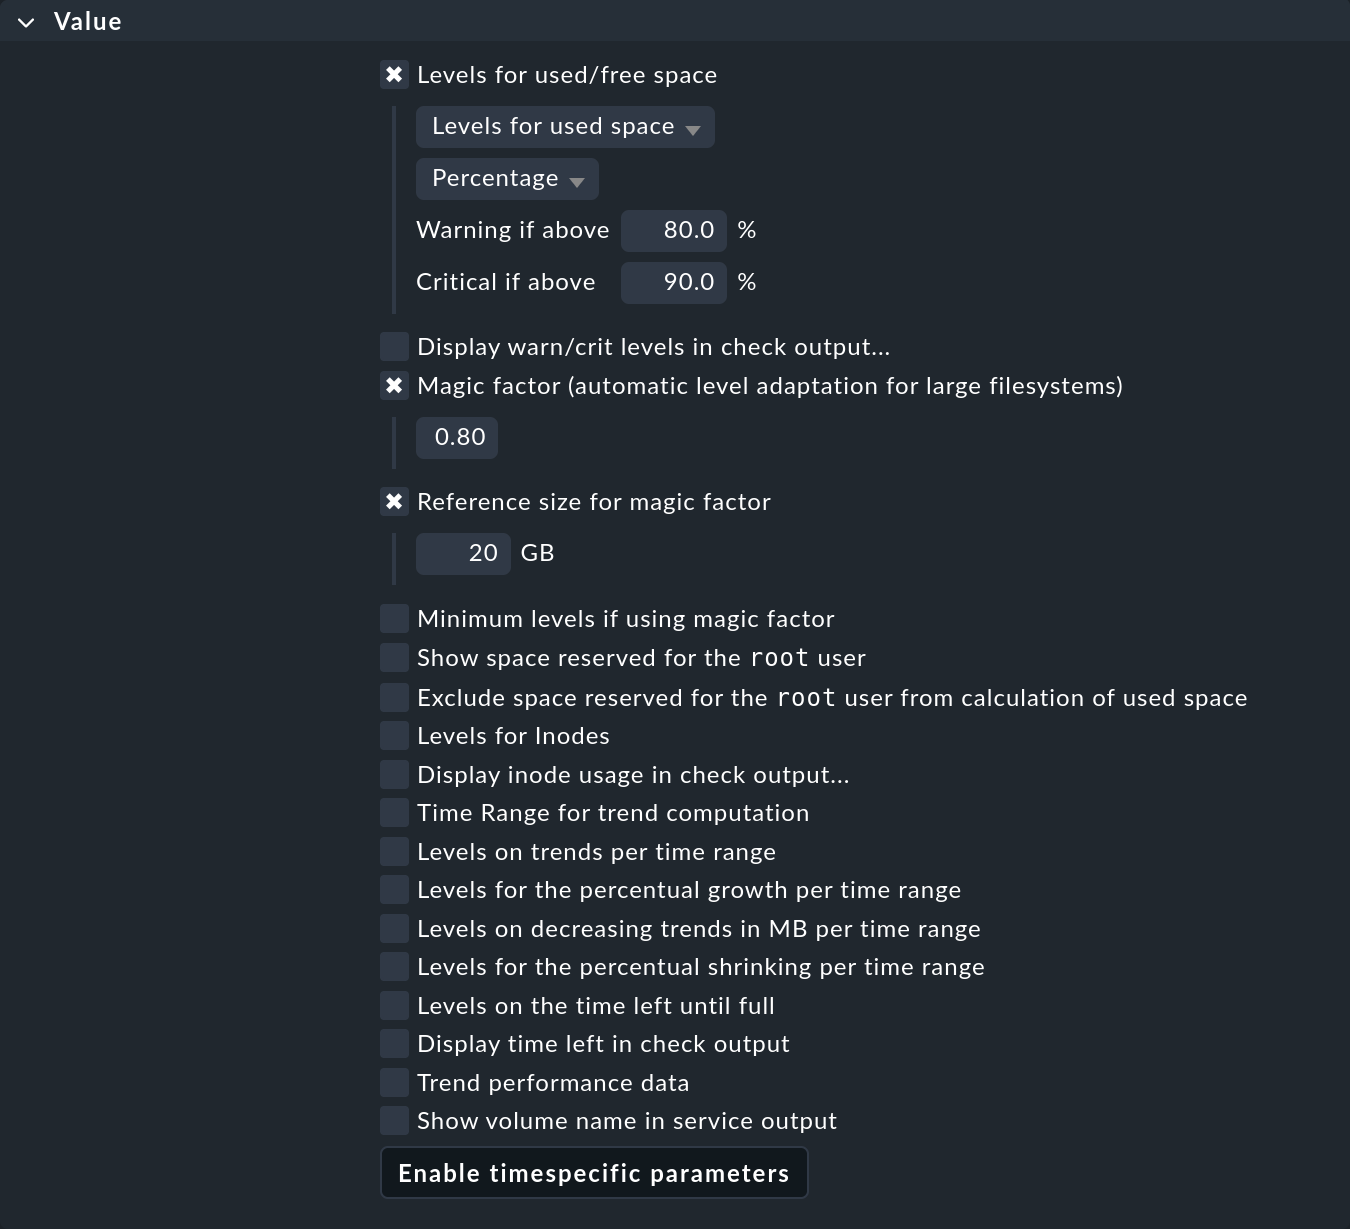 Value
Levels for used/free space
Levels for used space
Percentage
Warning if above 80.0 %
Critical if above 90.0 %
Display warn/crit levels in check output...
Magic factor (automatic level adaptation for large filesystems)
0.80
Reference size for magic factor
20 GB
Minimum levels if using magic factor
Show space reserved for the root user
Exclude space reserved for the root user from calculation of used space
Levels for Inodes
Display inode usage in check output...
Time Range for trend computation
Levels on trends per time range
Levels for the percentual growth per time range
Levels on decreasing trends in MB per time range
Levels for the percentual shrinking per time range
Levels on the time left until full
Display time left in check output
Trend performance data
Show volume name in service output
Enable timespecific parameters